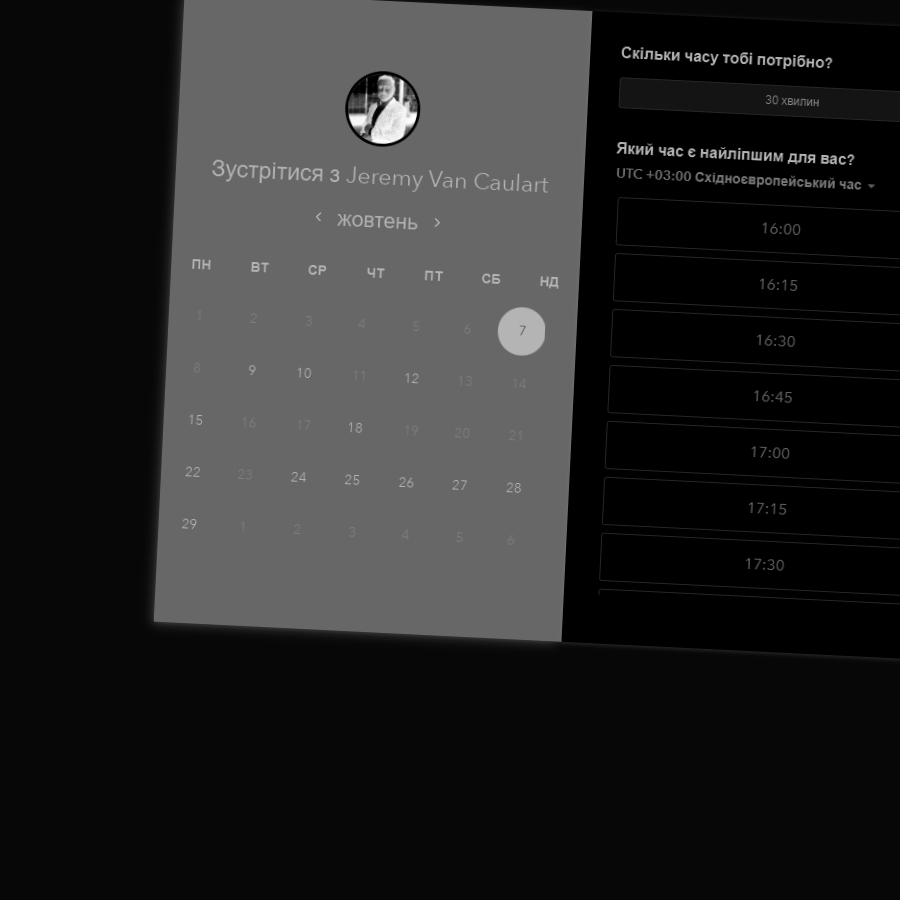 Зустрітися з Jeremy Van Caulart
жовтень
ПН ВТ СР ЧТ ПТ СБ НД
1 2 3 4 5 6 7
8 9 10 11 12 13 14
15 16 17 18 19 20 21
22 23 24 25 26 27 28
29 1 2 3 4 5 6
Скільки часу тобі потрібно?
30 хвилин
Який час є найліпшим для вас?
UTC +03:00 Східноєвропейський час
16:00
16:15
16:30
16:45
17:00
17:15
17:30